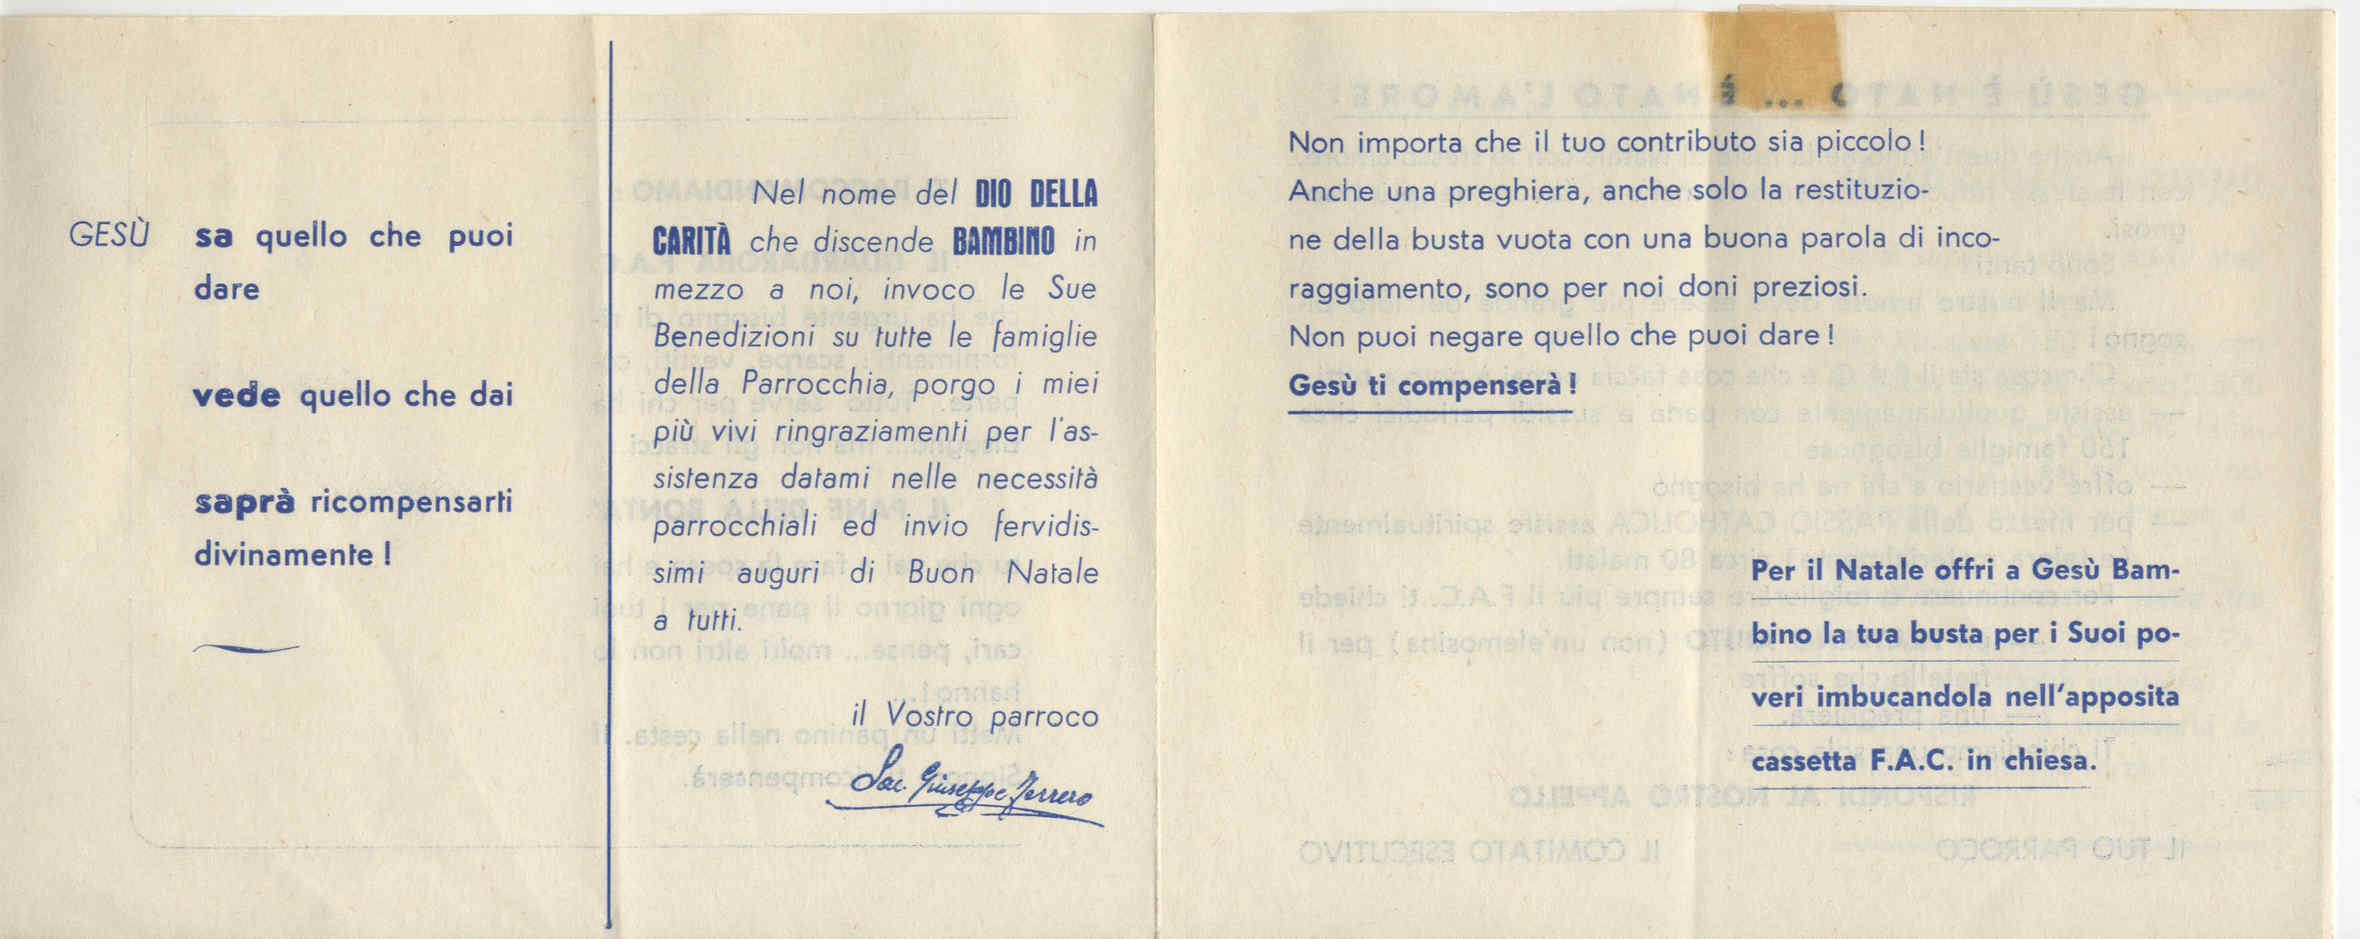 GESÙ sa quello che puoi
dare
vede quello che dai
saprà ricompensarti
divinamente !
Nel nome del DIO DELLA
CARITÀ che discende BAMBINO in
mezzo a noi, invoco le Sue
Benedizioni su tutte le famiglie
della Parrocchia, porgo i miei
più vivi ringraziamenti per l'as-
sistenza datami nelle necessità
parrocchiali ed invio fervidis-
simi auguri di Buon Natale
a tutti.
il Vostro parroco
Sac. Giuseppe Ferrero
Non importa che il tuo contributo sia piccolo !
Anche una preghiera, anche solo la restituzio-
ne della busta vuota con una buona parola di inco-
raggiamento, sono per noi doni preziosi.
Non puoi negare quello che puoi dare !
Gesù ti compenserà !
Per il Natale offri a Gesù Bam-
bino la tua busta per i Suoi po-
veri imbucandola nell'apposita
cassetta F.A.C. in chiesa.